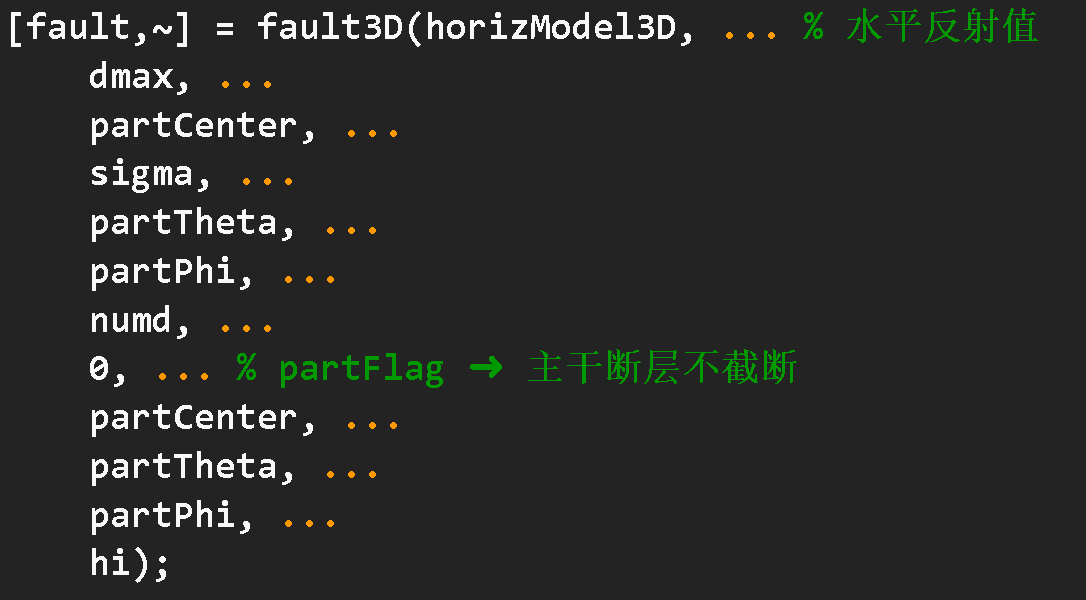 [fault,~] = fault3D(horizModel3D, ... % 水平反射值
dmax, ...
partCenter, ...
sigma, ...
partTheta, ...
partPhi, ...
numd, ...
0, ... % partFlag → 主干断层不截断
partCenter, ...
partTheta, ...
partPhi, ...
hi);